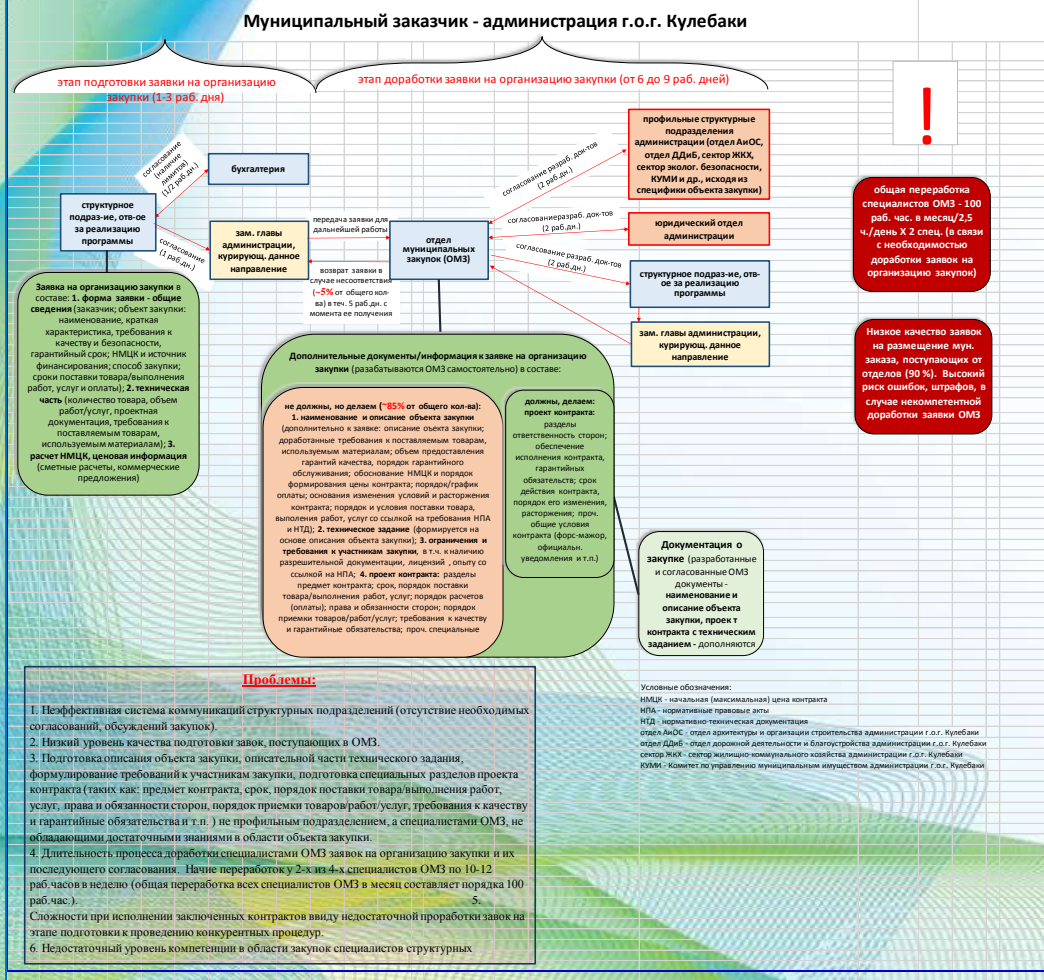 Муниципальный заказчик - администрация г.о.г. Кулебаки
этап подготовки заявки на организацию
закупки (1-3 раб. дня)
этап доработки заявки на организацию закупки (от 6 до 9 раб. дней)
структурное
подраз-ие, отв-ое
за реализацию
программы
согласование
(наличие
лимитов)
(1/2 раб.дн.)
бухгалтерия
согласование
(1 раб.дн.)
зам. главы
администрации,
курирующ. данное
направление
передача заявки для
дальнейшей работы
возврат заявки в
случае несоответствия
(~5% от общего кол-
ва) в теч. 5 раб.дн. с
момента ее получения
отдел
муниципальных
закупок (ОМЗ)
согласование разраб. док-тов
(2 раб.дн.)
профильные структурные
подразделения
администрации (отдел АиОС,
отдел ДДиБ, сектор ЖКХ,
сектор эколог. безопасности,
КУМИ и др., исходя из
специфики объекта закупки)
согласованиеразраб. док-тов
(2 раб.дн.)
юридический отдел
администрации
согласование разраб. док-тов
(2 раб.дн.)
структурное подраз-ие, отв-
ое за реализацию
программы
зам. главы администрации,
курирующ. данное
направление
!
общая переработка
специалистов ОМЗ - 100
раб. час. в месяц/2,5
ч./день Х 2 спец. (в связи
с необходимостью
доработки заявок на
организацию закупок)
Низкое качество заявок
на размещение мун.
заказа, поступающих от
отделов (90 %). Высокий
риск ошибок, штрафов, в
случае некомпетентной
доработки заявки ОМЗ
Заявка на организацию закупки в
составе: 1. форма заявки - общие
сведения (заказчик; объект закупки:
наименование, краткая
характеристика, требования к
качеству и безопасности,
гарантийный срок; НМЦК и источник
финансирования; способ закупки;
сроки поставки товара/выполнения
работ, услуг и оплаты); 2. техническая
часть (количество товара, объем
работ/услуг, проектная
документация, требования к
поставляемым товарам,
используемым материалам); 3.
расчет НМЦК, ценовая информация
(сметные расчеты, коммерческие
предложения)
Дополнительные документы/информация к заявке на организацию
закупки (разабатываются ОМЗ самостоятельно) в составе:
не должны, но делаем (~85% от общего кол-ва):
1. наименование и описание объекта закупки
(дополнительно к заявке: описание оъекта закупки;
доработанные требования к поставляемым товарам,
используемым материалам; объем предоставления
гарантий качества, порядок гарантийного
обслуживания; обоснование НМЦК и порядок
формирования цены контракта; порядок/график
оплаты; основания изменения условий и расторжения
контракта; порядок и условия поставки товара,
выполения работ, услуг со ссылкой на требования НПА
и НТД); 2. техническое задание (формируется на
основе описания объекта закупки); 3. ограничения и
требования к участникам закупки, в т.ч. к наличию
разрешительной документации, лицензий , опыту со
ссылкой на НПА; 4. проект контракта: разделы
предмет контракта; срок, порядок поставки
товара/выполнения работ, услуг; порядок расчетов
(оплаты); права и обязанности сторон; порядок
приемки товаров/работ/услуг; требования к качеству
и гарантийные обязательства; проч. специальные
должны, делаем:
проект контракта:
разделы
ответственность сторон;
обеспечение
исполнения контракта,
гарантийных
обязательств; срок
действия контракта,
порядок его изменения,
расторжения; проч.
общие условия
контракта (форс-мажор,
официальн.
уведомления и т.п.)
Документация о
закупке (разработанные
и согласованные ОМЗ
документы -
наименование и
описание объекта
закупки, проек т
контракта с техническим
заданием - дополняются
Проблемы:
1. Неэффективная система коммуникаций структурных подразделений (отсутствие необходимых
согласований, обсуждений закупок).
2. Низкий уровень качества подготовки завок, поступающих в ОМЗ.
3. Подготовка описания объекта закупки, описательной части технического задания,
формулирование требований к участникам закупки, подготовка специальных разделов проекта
контракта (таких как: предмет контракта, срок, порядок поставки товара/выполнения работ,
услуг, права и обязанности сторон, порядок приемки товаров/работ/услуг, требования к качеству
и гарантийные обязательства и т.п. ) не профильным подразделением, а специалистами ОМЗ, не
обладающими достаточными знаниями в области объекта закупки.
4. Длительность процесса доработки специалистами ОМЗ заявок на организацию закупки и их
последующего согласования. Начие переработок у 2-х из 4-х специалистов ОМЗ по 10-12
раб.часов в неделю (общая переработка всех специалистов ОМЗ в месяц составляет порядка 100
раб.час.). 5.
Сложности при исполнении заключенных контрактов ввиду недостаточной проработки завок на
этапе подготовки к проведению конкурентных процедур.
6. Недостаточный уровень компетенции в области закупок специалистов структурных
Условные обозначения:
НМЦК - начальная (максимальная) цена контракта
НПА - нормативные правовые акты
НТД - нормативно-техническая документация
отдел АиОС - отдел архитектуры и организации строительства администрации г.о.г. Кулебаки
отдел ДДиБ - отдел дорожной деятельности и благоустройства администрации г.о.г. Кулебаки
сектор ЖКХ - сектор жилищно-коммунального хозяйства администрации г.о.г. Кулебаки
КУМИ - Комитет по управлению муниципальным имуществом администрации г.о.г. Кулебаки